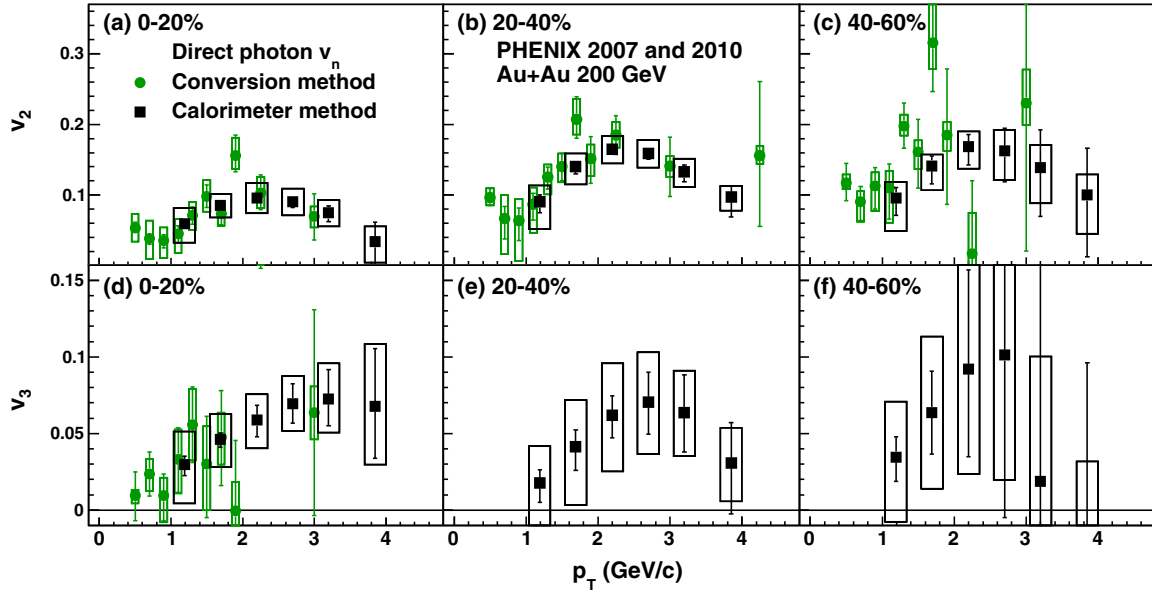 (a) 0-20%
Direct photon v_n
Conversion method
Calorimeter method
(b) 20-40%
PHENIX 2007 and 2010
Au+Au 200 GeV
(c) 40-60%
v_2
0.3
0.2
0.1
(d) 0-20%
(e) 20-40%
(f) 40-60%
v_3
0.15
0.1
0.05
0
0 1 2 3 4 0 1 2 3 4 0 1 2 3 4
p_T (GeV/c)